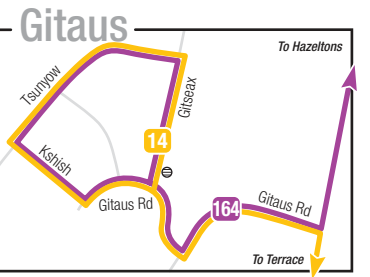 Gitaus
To Hazeltons
Tsunyow
Gitseax
14
Kshish
Gitaus Rd
164
Gitaus Rd
To Terrace